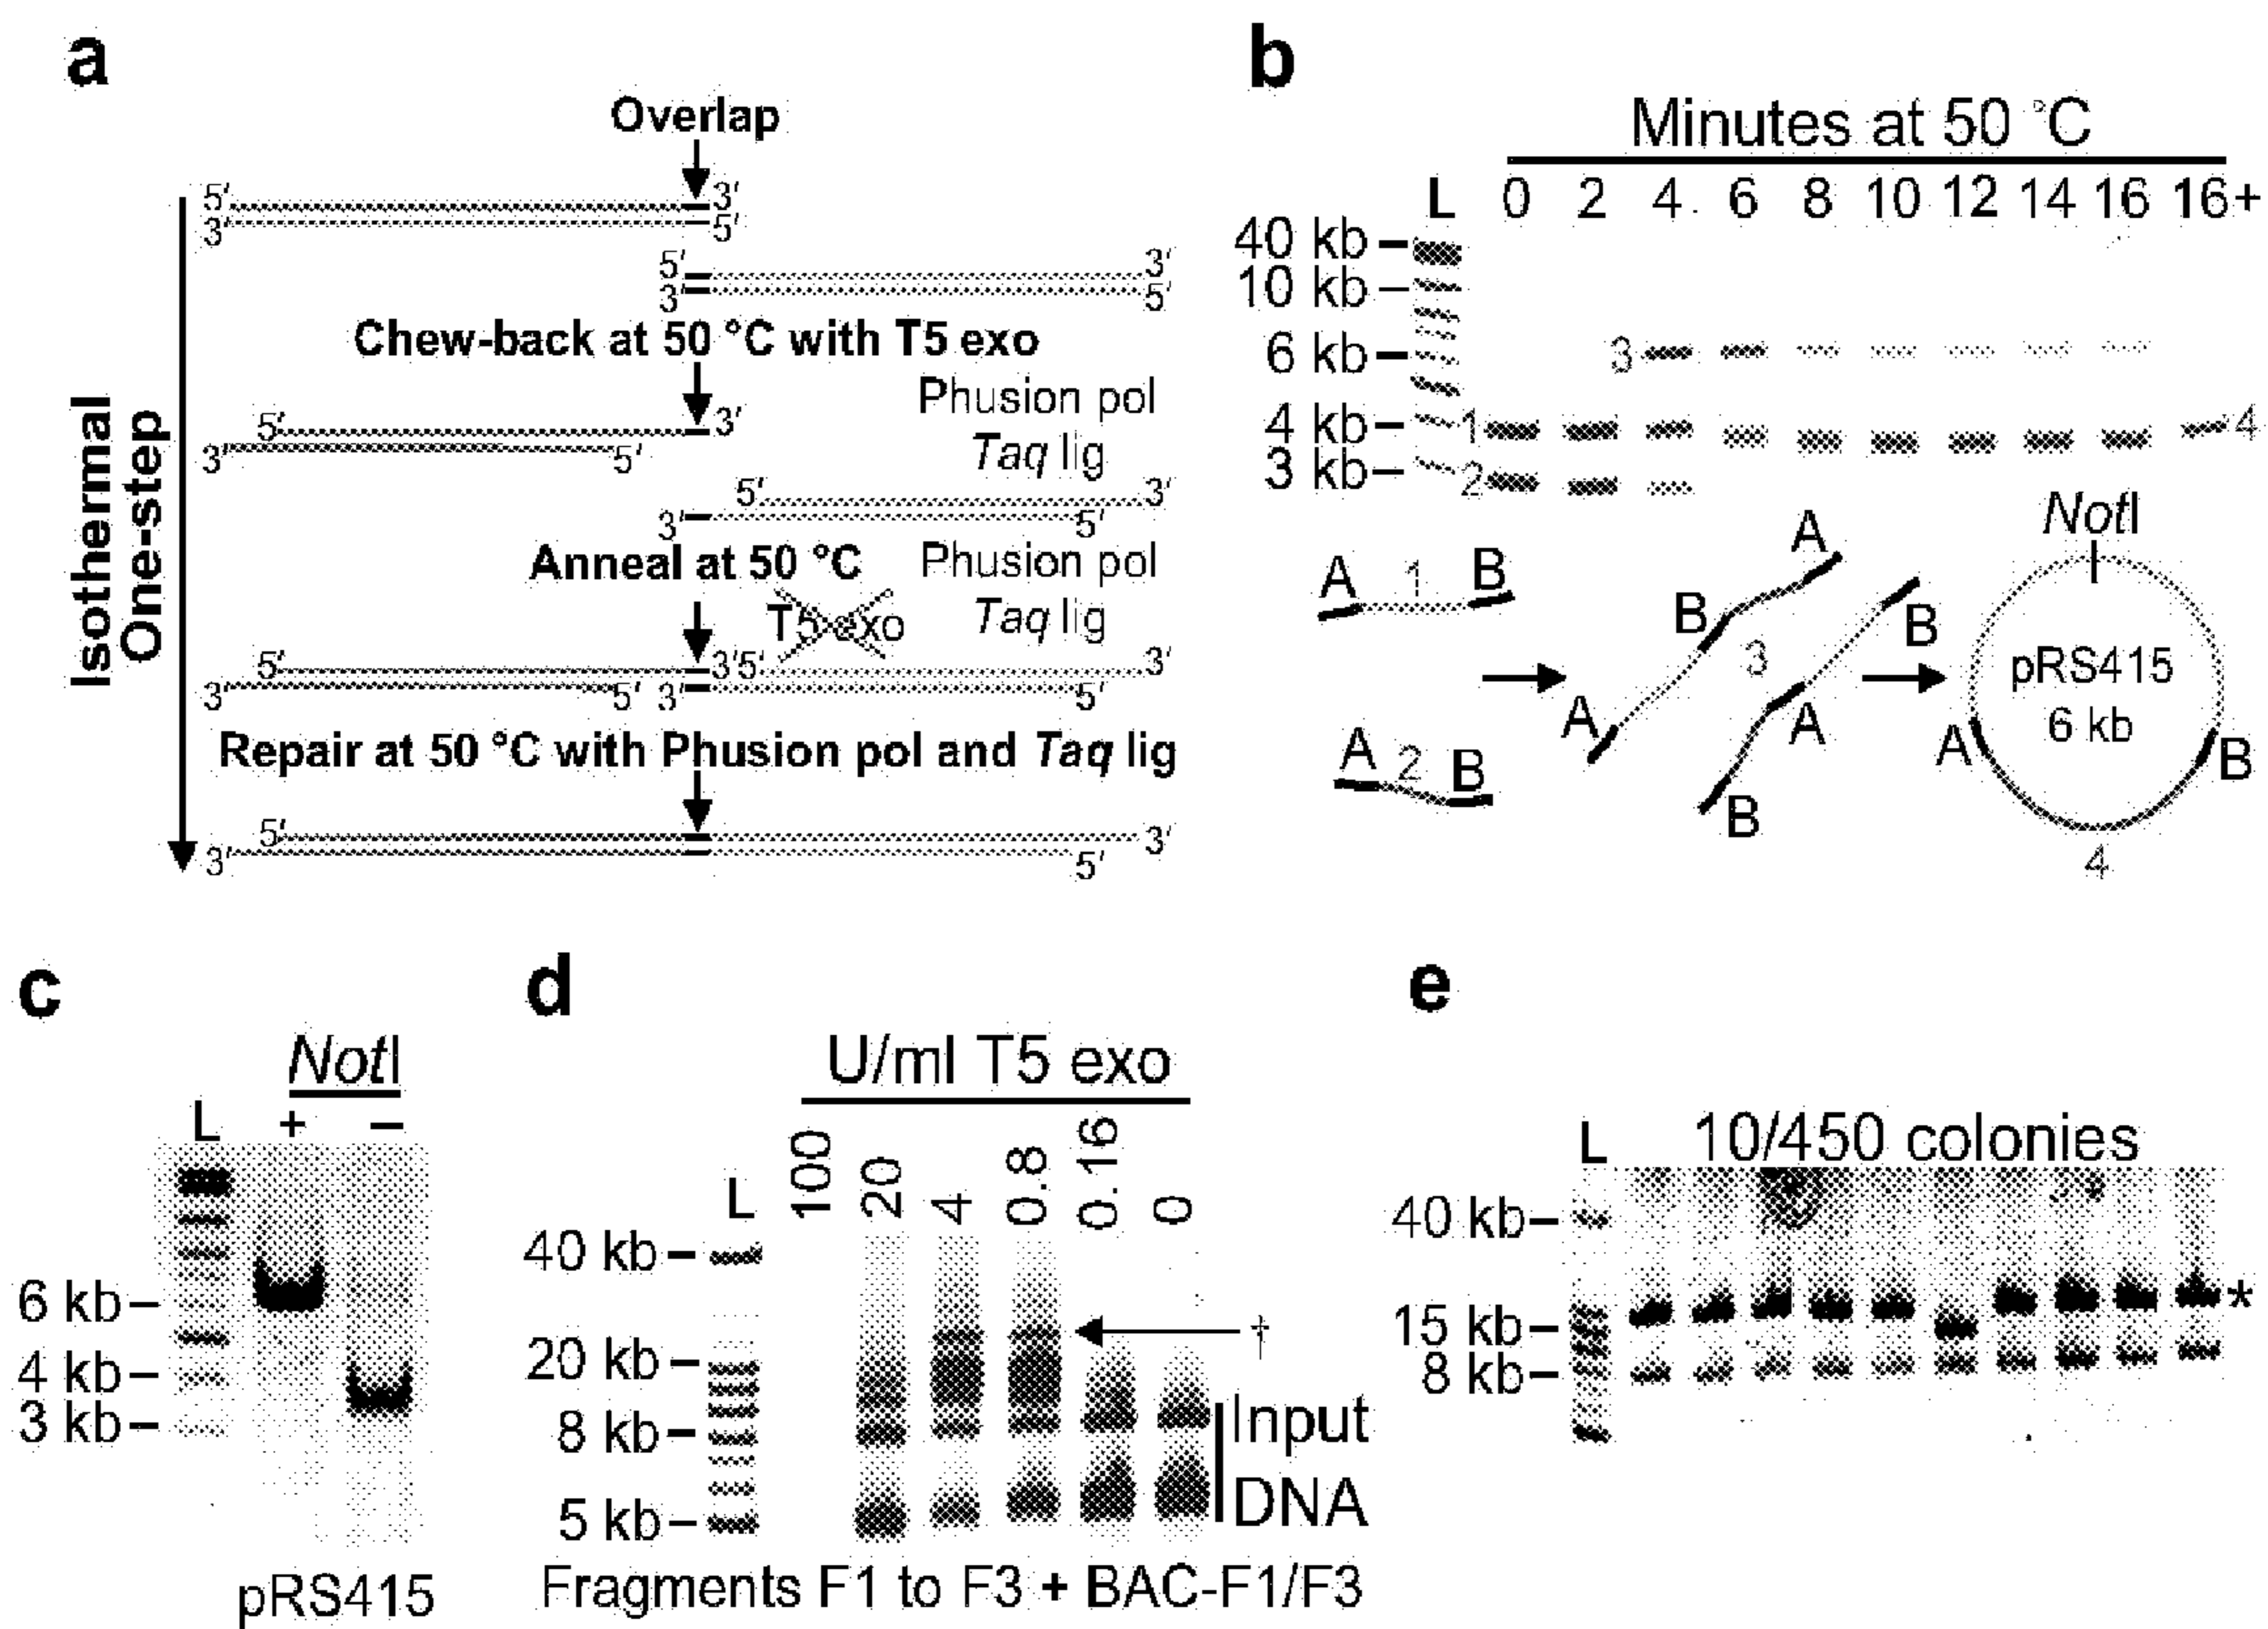 a
Overlap
5′ 3′
3′ 5′
5′ 3′
3′ 5′
Chew-back at 50 °C with T5 exo
Phusion pol
Taq lig
5′ 3′
3′ 5′
5′ 3′
3′ 5′
Anneal at 50 °C
Phusion pol
Taq lig
T5 exo
5′ 3′ 5′ 3′
3′ 5′ 3′ 5′
Repair at 50 °C with Phusion pol and Taq lig
5′ 3′
3′ 5′
Isothermal
One-step
b
Minutes at 50 °C
L 0 2 4 6 8 10 12 14 16 16+
40 kb
10 kb
6 kb 3
4 kb 1 4
3 kb 2
A 1 B
A 2 B
A
B
3
A
B
A
B
NotI
pRS415
6 kb
A B
4
c
NotI
L + −
6 kb
4 kb
3 kb
pRS415
d
U/ml T5 exo
L 100 20 4 0.8 0.16 0
40 kb
†
20 kb
8 kb
5 kb
Input
DNA
Fragments F1 to F3 + BAC-F1/F3
e
L 10/450 colonies
40 kb
15 kb *
8 kb